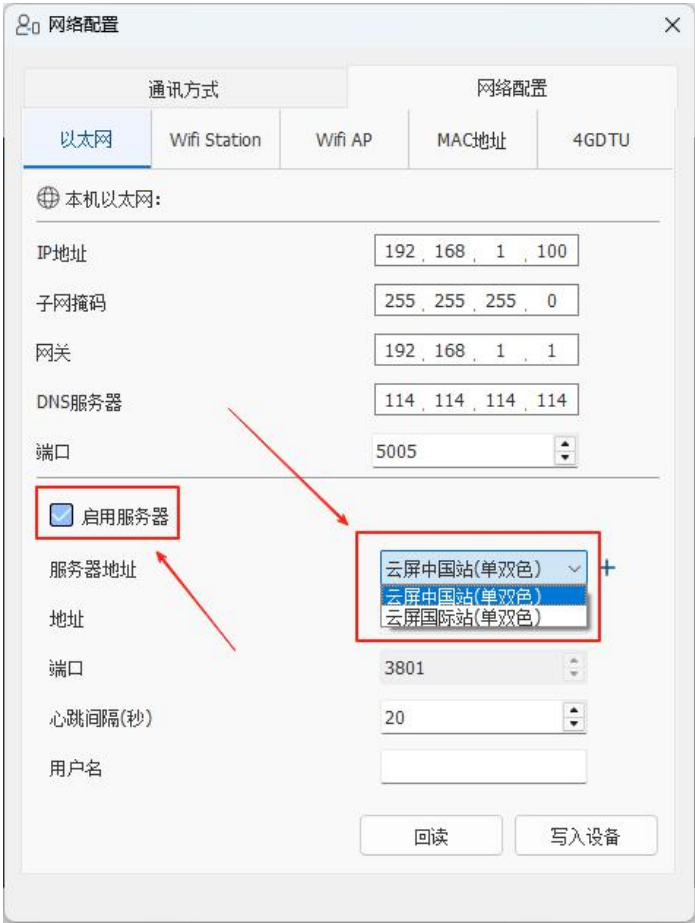 网络配置
通讯方式 网络配置
以太网 Wifi Station Wifi AP MAC地址 4GDTU
本机以太网:
IP地址 192 . 168 . 1 . 100
子网掩码 255 . 255 . 255 . 0
网关 192 . 168 . 1 . 1
DNS服务器 114 . 114 . 114 . 114
端口 5005
启用服务器
服务器地址 云屏中国站(单双色)
云屏中国站(单双色)
地址 云屏国际站(单双色)
端口 3801
心跳间隔(秒) 20
用户名
回读 写入设备